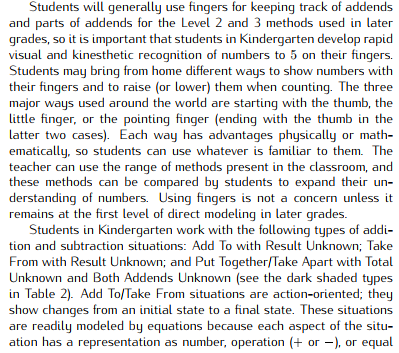 Students will generally use fingers for keeping track of addends
and parts of addends for the Level 2 and 3 methods used in later
grades, so it is important that students in Kindergarten develop rapid
visual and kinesthetic recognition of numbers to 5 on their fingers.
Students may bring from home different ways to show numbers with
their fingers and to raise (or lower) them when counting. The three
major ways used around the world are starting with the thumb, the
little finger, or the pointing finger (ending with the thumb in the
latter two cases). Each way has advantages physically or math-
ematically, so students can use whatever is familiar to them. The
teacher can use the range of methods present in the classroom, and
these methods can be compared by students to expand their un-
derstanding of numbers. Using fingers is not a concern unless it
remains at the first level of direct modeling in later grades.
Students in Kindergarten work with the following types of addi-
tion and subtraction situations: Add To with Result Unknown; Take
From with Result Unknown; and Put Together/Take Apart with Total
Unknown and Both Addends Unknown (see the dark shaded types
in Table 2). Add To/Take From situations are action-oriented; they
show changes from an initial state to a final state. These situations
are readily modeled by equations because each aspect of the situ-
ation has a representation as number, operation (+ or −), or equal